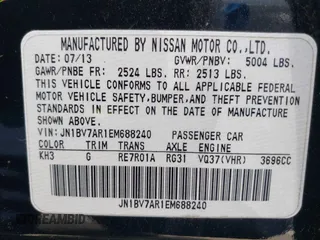 MANUFACTURED BY NISSAN MOTOR CO.,LTD.
DATE: 07/13 GVWR/PNBV: 5004 LBS.
GAWR/PNBE FR: 2524 LBS. RR: 2513 LBS.
THIS VEHICLE CONFORMS TO ALL APPLICABLE
FEDERAL MOTOR VEHICLE SAFETY,BUMPER,AND THEFT PREVENTION
STANDARDS IN EFFECT ON THE DATE OF MANUFACTURE
SHOWN ABOVE.
VIN: JN1BV7AR1EM688240 PASSENGER CAR
COLOR TRIM TRANS AXLE ENGINE
KH3 G RE7R01A RG31 VQ37(VHR) 3696CC
JN1BV7AR1EM688240